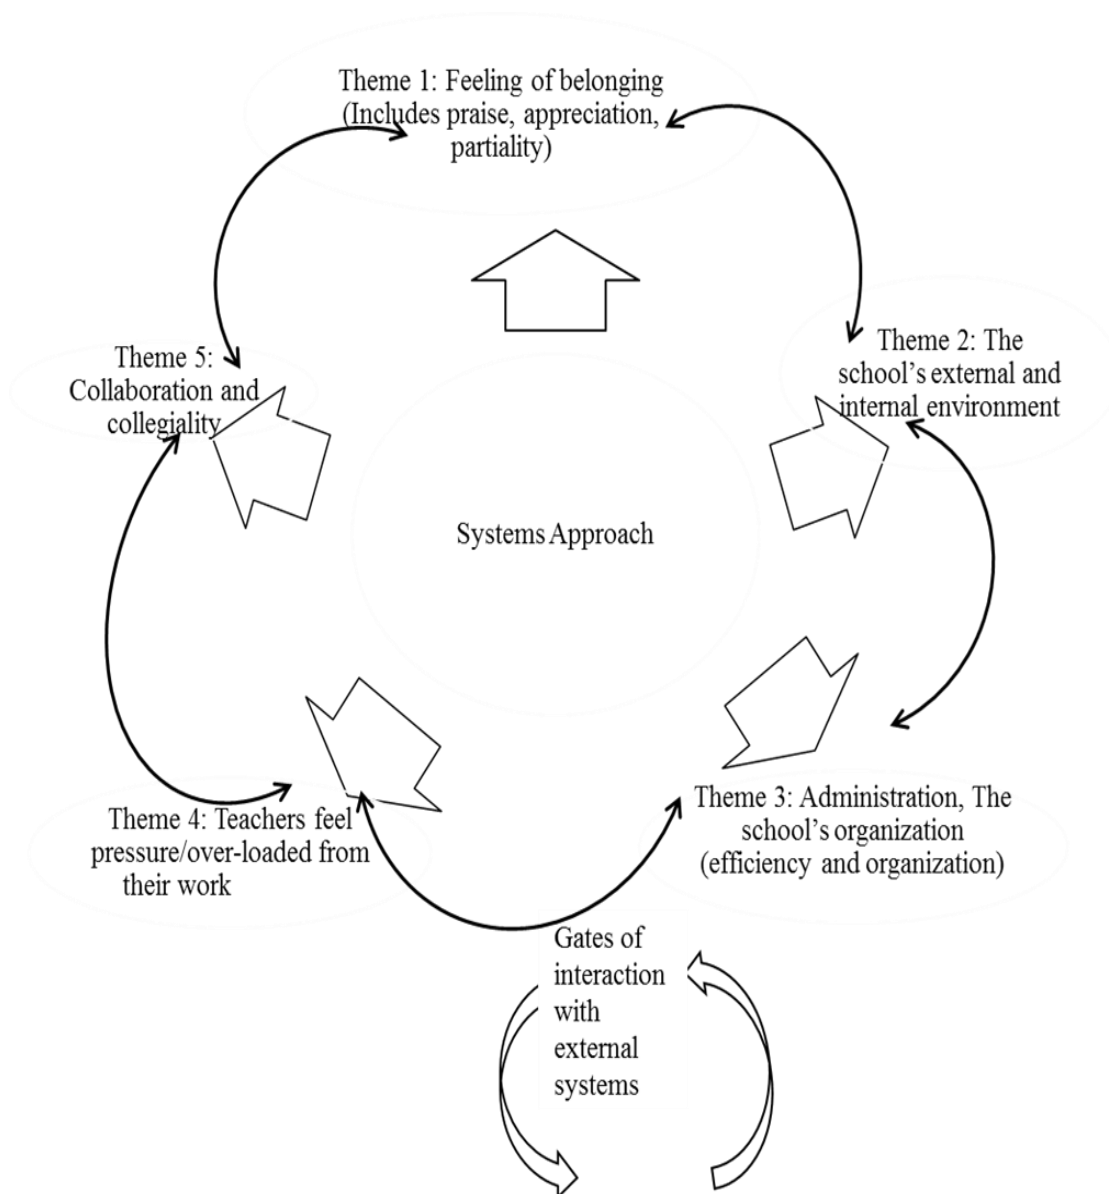 Theme 1: Feeling of belonging
(Includes praise, appreciation,
partiality)
Theme 5:
Collaboration and
collegiality
Theme 2: The
school’s external and
internal environment
Systems Approach
Theme 4: Teachers feel
pressure/over-loaded from
their work
Theme 3: Administration, The
school’s organization
(efficiency and organization)
Gates of
interaction
with
external
systems